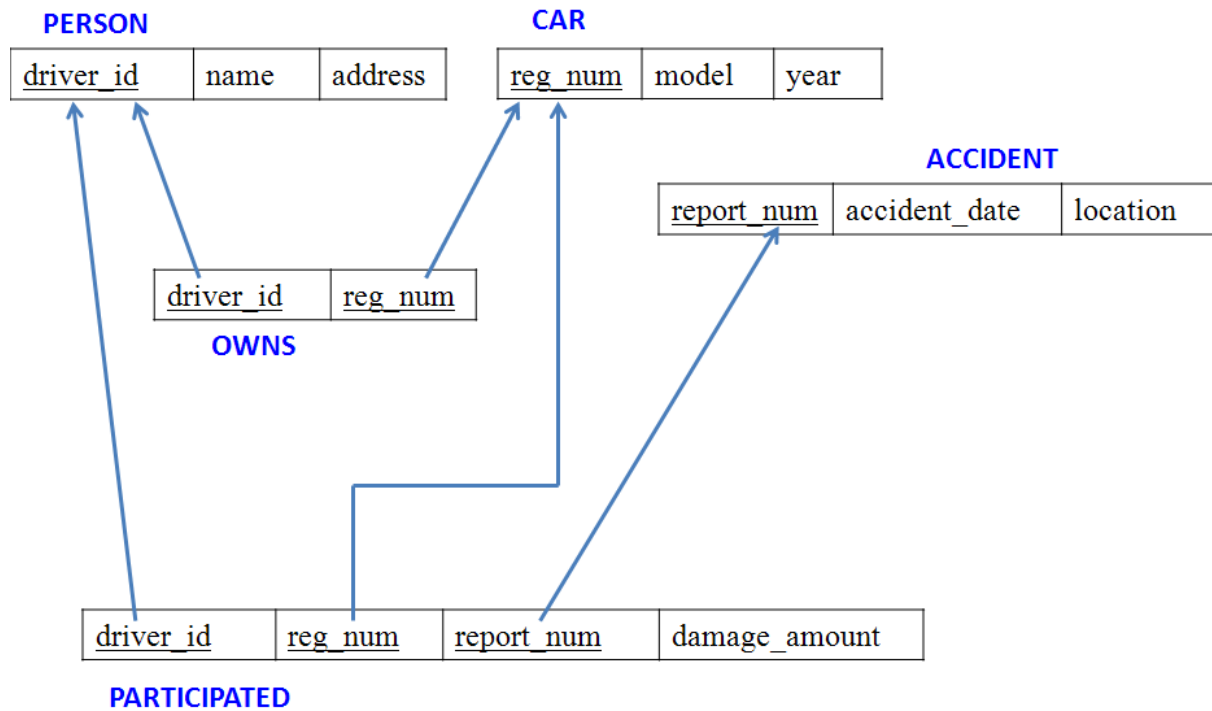 PERSON
CAR
driver_id name address
reg_num model year
ACCIDENT
report_num accident_date location
driver_id reg_num
OWNS
driver_id reg_num report_num damage_amount
PARTICIPATED